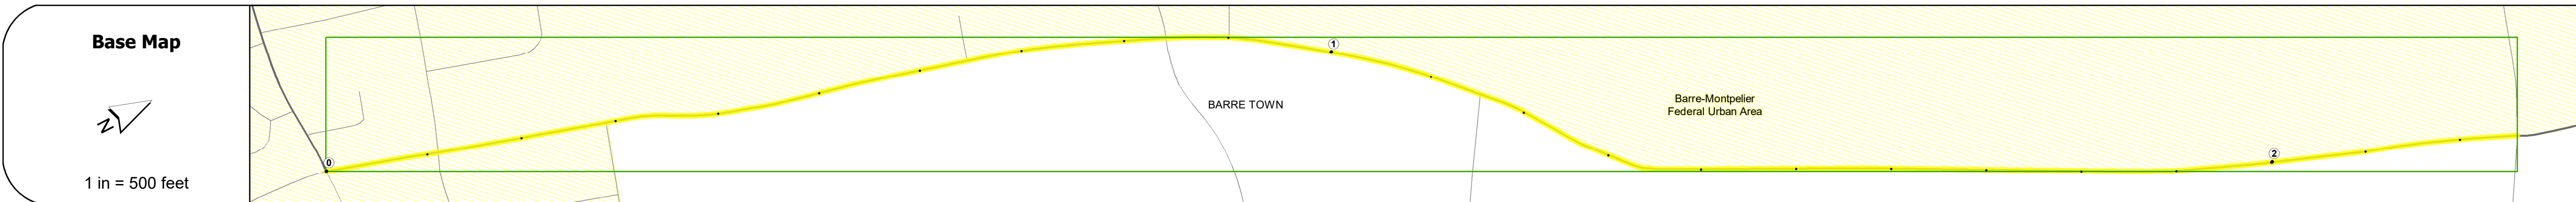 Base Map
N
1 in = 500 feet
0
BARRE TOWN
1
Barre-Montpelier
Federal Urban Area
2